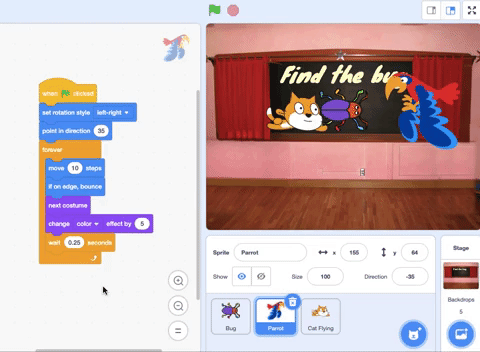 when clicked
set rotation style left-right
point in direction 35
forever
move 10 steps
if on edge, bounce
next costume
change color effect by 5
wait 0.25 seconds
Find the bu
Sprite Parrot x 155 y 64
Show Size 100 Direction -35
Bug
Parrot
Cat Flying
Stage
Backdrops
5